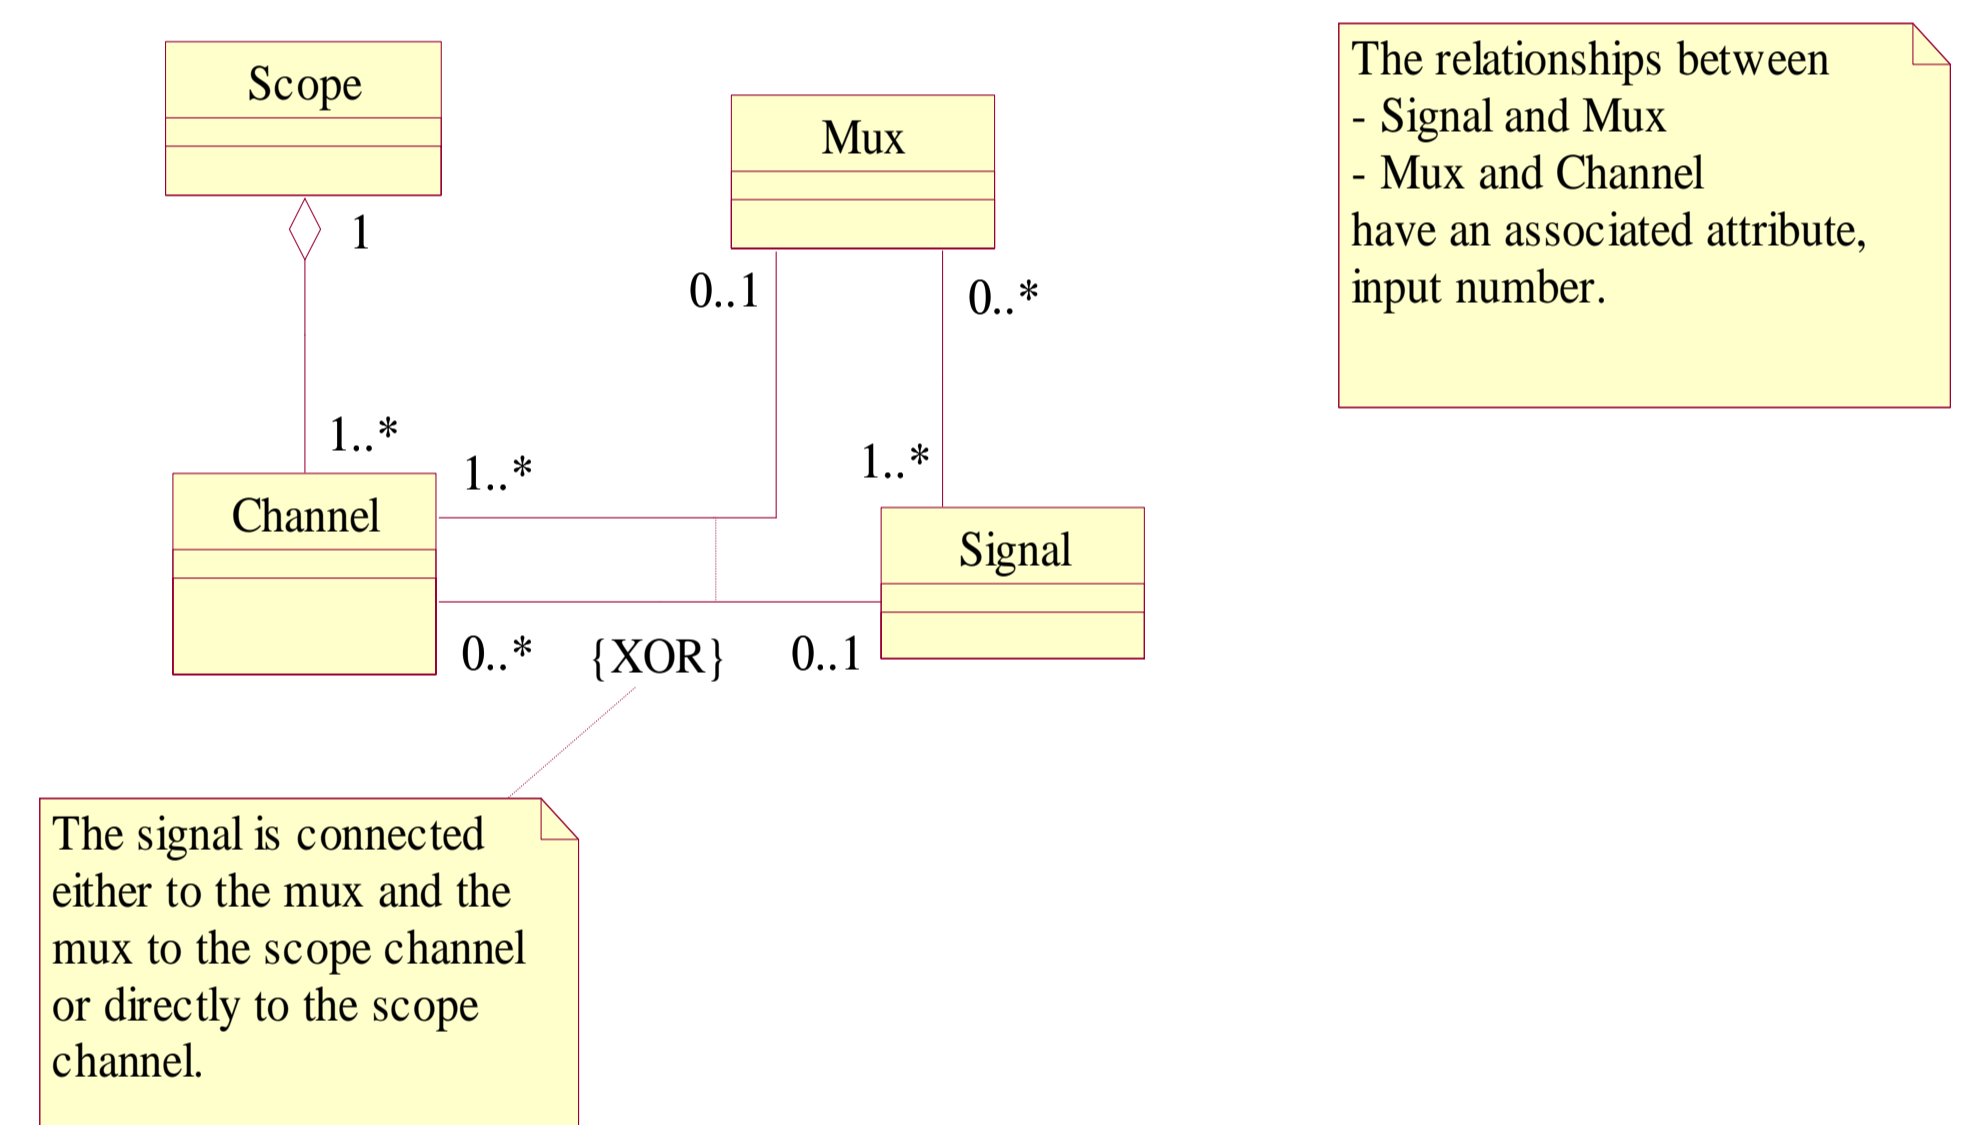 Scope
Mux
The relationships between
- Signal and Mux
- Mux and Channel
have an associated attribute,
input number.
1
0..1
0..*
1..*
1..*
1..*
Channel
Signal
0..*
{XOR}
0..1
The signal is connected
either to the mux and the
mux to the scope channel
or directly to the scope
channel.